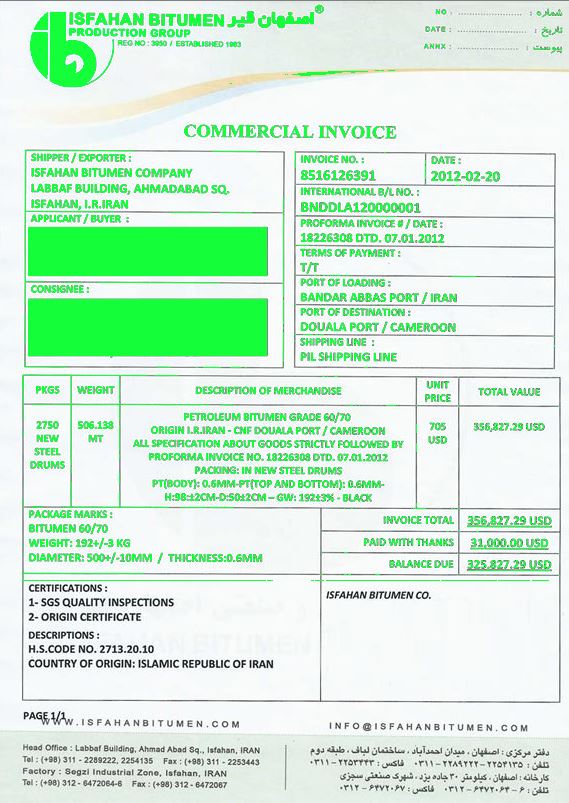 ISFAHAN BITUMEN اصفهان قیر®
PRODUCTION GROUP
REG NO : 3950 / ESTABLISHED 1993
NO : شماره :
DATE : تاریخ :
ANNX : پیوست :
COMMERCIAL INVOICE
SHIPPER / EXPORTER :
ISFAHAN BITUMEN COMPANY
LABBAF BUILDING, AHMADABAD SQ.
ISFAHAN, I.R.IRAN
APPLICANT / BUYER :
CONSIGNEE :
INVOICE NO. :
8516126391
DATE :
2012-02-20
INTERNATIONAL B/L NO. :
BNDDLA120000001
PROFORMA INVOICE # / DATE :
18226308 DTD. 07.01.2012
TERMS OF PAYMENT :
T/T
PORT OF LOADING :
BANDAR ABBAS PORT / IRAN
PORT OF DESTINATION :
DOUALA PORT / CAMEROON
SHIPPING LINE :
PIL SHIPPING LINE
PKGS WEIGHT DESCRIPTION OF MERCHANDISE UNIT PRICE TOTAL VALUE
2750 NEW STEEL DRUMS
506.138 MT
PETROLEUM BITUMEN GRADE 60/70
ORIGIN I.R.IRAN - CNF DOUALA PORT / CAMEROON
ALL SPECIFICATION ABOUT GOODS STRICTLY FOLLOWED BY
PROFORMA INVOICE NO. 18226308 DTD. 07.01.2012
PACKING: IN NEW STEEL DRUMS
PT(BODY): 0.6MM-PT(TOP AND BOTTOM): 0.6MM-
H:98±2CM-D:50±2CM – GW: 192±3% - BLACK
705 USD
356,827.29 USD
PACKAGE MARKS :
BITUMEN 60/70
WEIGHT: 192+/-3 KG
DIAMETER: 500+/-10MM / THICKNESS:0.6MM
INVOICE TOTAL 356,827.29 USD
PAID WITH THANKS 31,000.00 USD
BALANCE DUE 325,827.29 USD
CERTIFICATIONS :
1- SGS QUALITY INSPECTIONS
2- ORIGIN CERTIFICATE
DESCRIPTIONS :
H.S.CODE NO. 2713.20.10
COUNTRY OF ORIGIN: ISLAMIC REPUBLIC OF IRAN
ISFAHAN BITUMEN CO.
PAGE 1/1
WWW.ISFAHANBITUMEN.COM
INFO@ISFAHANBITUMEN.COM
Head Office : Labbaf Building, Ahmad Abad Sq., Isfahan, IRAN
Tel : (+98) 311 - 2289222, 2254135 Fax : (+98) 311 - 2253443
Factory : Segzi Industrial Zone, Isfahan, IRAN
Tel : (+98) 312 - 6472064-6 Fax : (+98) 312 - 6472067
دفتر مرکزی : اصفهان ، میدان احمدآباد ، ساختمان لباف ، طبقه دوم
تلفن : ۲۲۵۴۱۳۵ - ۲۲۸۹۲۲۲ - ۰۳۱۱ فاکس : ۲۲۵۳۴۴۳ - ۰۳۱۱
کارخانه : اصفهان ، کیلومتر ۳۰ جاده یزد ، شهرک صنعتی سجزی
تلفن : ۶ - ۶۴۷۲۰۶۴ - ۰۳۱۲ فاکس : ۶۴۷۲۰۶۷ - ۰۳۱۲